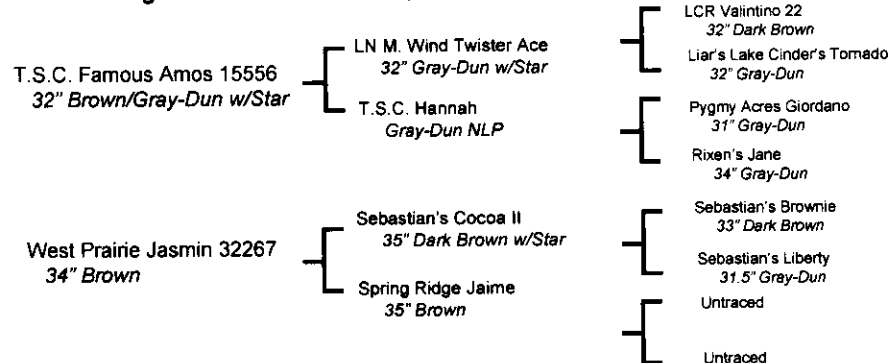 T.S.C. Famous Amos 15556
32" Brown/Gray-Dun w/Star
LN M. Wind Twister Ace
32" Gray-Dun w/Star
LCR Valintino 22
32" Dark Brown
Liar's Lake Cinder's Tornado
32" Gray-Dun
T.S.C. Hannah
Gray-Dun NLP
Pygmy Acres Giordano
31" Gray-Dun
Rixen's Jane
34" Gray-Dun
West Prairie Jasmin 32267
34" Brown
Sebastian's Cocoa II
35" Dark Brown w/Star
Sebastian's Brownie
33" Dark Brown
Sebastian's Liberty
31.5" Gray-Dun
Spring Ridge Jaime
35" Brown
Untraced
Untraced